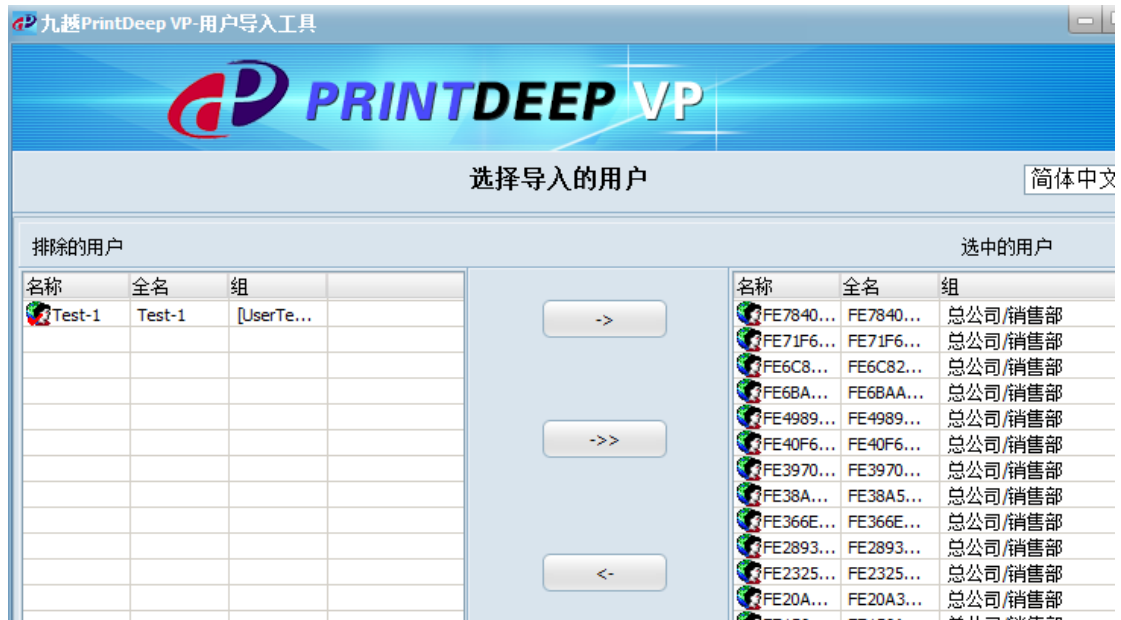 九越PrintDeep VP-用户导入工具
PRINTDEEP VP
选择导入的用户
简体中文
排除的用户
选中的用户
名称 全名 组
Test-1 Test-1 [UserTe...
->
->>
<-
名称 全名 组
FE7840... FE7840... 总公司/销售部
FE71F6... FE71F6... 总公司/销售部
FE6C8... FE6C82... 总公司/销售部
FE6BA... FE6BAA... 总公司/销售部
FE4989... FE4989... 总公司/销售部
FE40F6... FE40F6... 总公司/销售部
FE3970... FE3970... 总公司/销售部
FE38A... FE38A5... 总公司/销售部
FE366E... FE366E... 总公司/销售部
FE2893... FE2893... 总公司/销售部
FE2325... FE2325... 总公司/销售部
FE20A... FE20A3... 总公司/销售部